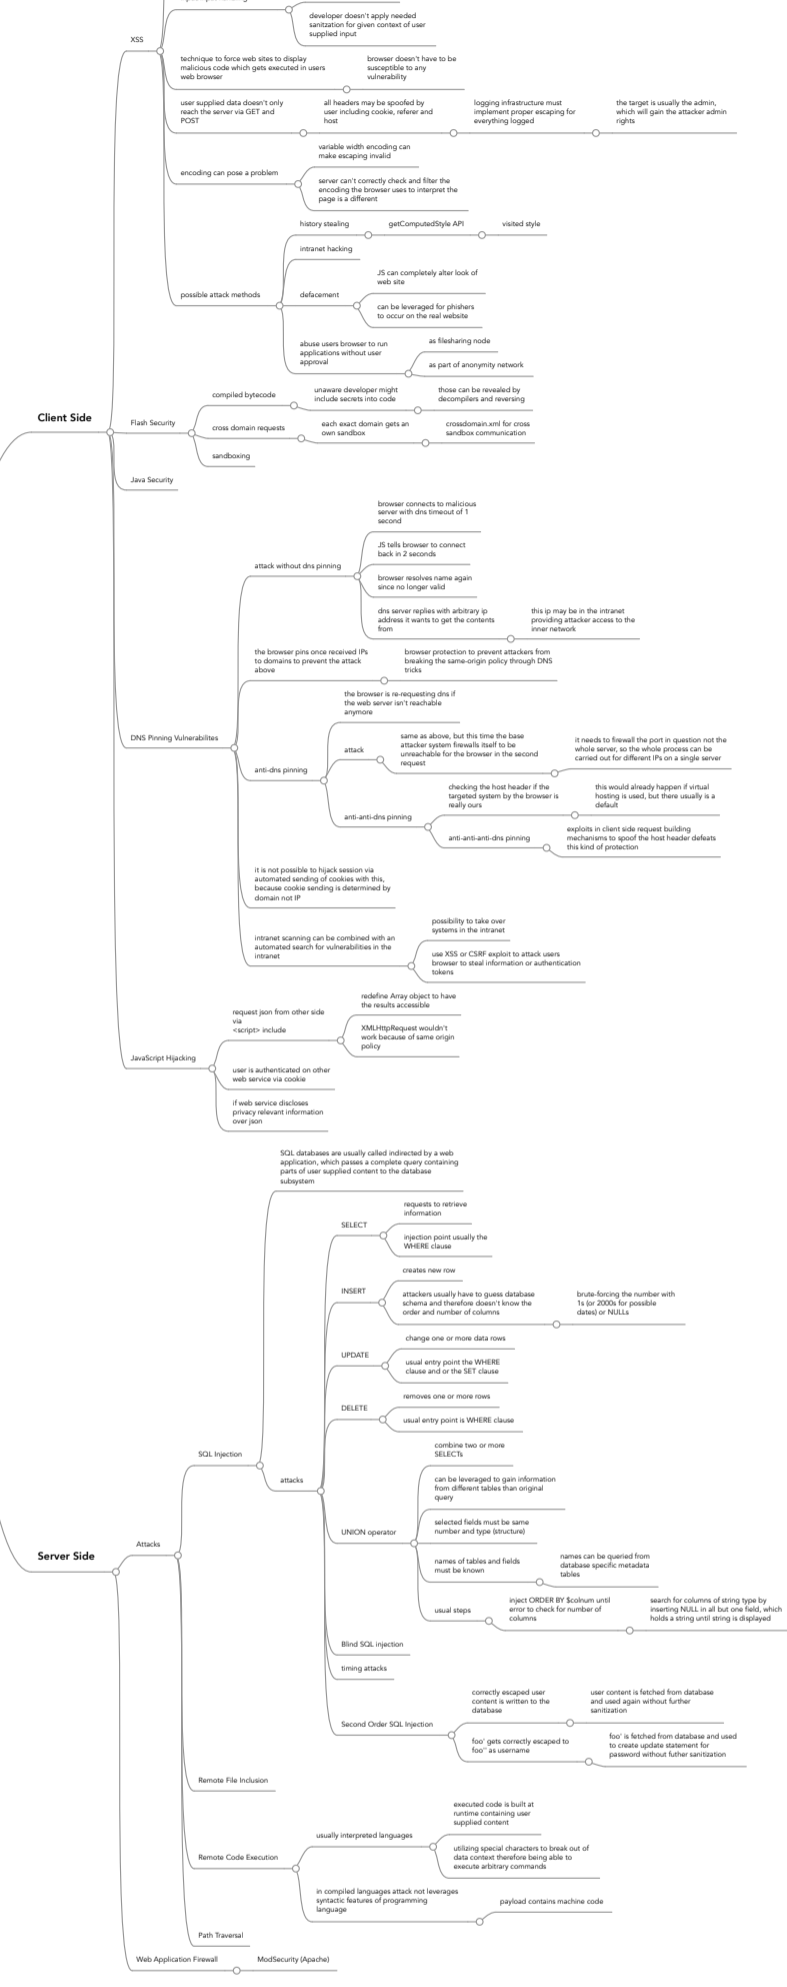 developer doesn't apply needed
sanitzation for given context of user
supplied input
XSS
technique to force web sites to display
malicious code which gets executed in users
web browser
browser doesn't have to be
susceptible to any
vulnerability
user supplied data doesn't only
reach the server via GET and
POST
all headers may be spoofed by
user including cookie, referer and
host
logging infrastructure must
implement proper escaping for
everything logged
the target is usually the admin,
which will gain the attacker admin
rights
encoding can pose a problem
variable width encoding can
make escaping invalid
server can't correctly check and filter the
encoding the browser uses to interpret the
page is a different
possible attack methods
history stealing
getComputedStyle API
visited style
intranet hacking
defacement
JS can completely alter look of
web site
can be leveraged for phishers
to occur on the real website
abuse users browser to run
applications without user
approval
as filesharing node
as part of anonymity network
Client Side
Flash Security
compiled bytecode
unaware developer might
include secrets into code
those can be revealed by
decompilers and reversing
cross domain requests
each exact domain gets an
own sandbox
crossdomain.xml for cross
sandbox communication
sandboxing
Java Security
DNS Pinning Vulnerabilites
attack without dns pinning
browser connects to malicious
server with dns timeout of 1
second
JS tells browser to connect
back in 2 seconds
browser resolves name again
since no longer valid
dns server replies with arbitrary ip
address it wants to get the contents
from
this ip may be in the intranet
providing attacker access to the
inner network
the browser pins once received IPs
to domains to prevent the attack
above
browser protection to prevent attackers from
breaking the same-origin policy through DNS
tricks
anti-dns pinning
the browser is re-requesting dns if
the web server isn't reachable
anymore
attack
same as above, but this time the base
attacker system firewalls itself to be
unreachable for the browser in the second
request
it needs to firewall the port in question not the
whole server, so the whole process can be
carried out for different IPs on a single server
anti-anti-dns pinning
checking the host header if the
targeted system by the browser is
really ours
this would already happen if virtual
hosting is used, but there usually is a
default
anti-anti-anti-dns pinning
exploits in client side request building
mechanisms to spoof the host header defeats
this kind of protection
it is not possible to hijack session via
automated sending of cookies with this,
because cookie sending is determined by
domain not IP
intranet scanning can be combined with an
automated search for vulnerabilities in the
intranet
possibility to take over
systems in the intranet
use XSS or CSRF exploit to attack users
browser to steal information or authentication
tokens
JavaScript Hijacking
request json from other side
via
<script> include
redefine Array object to have
the results accessible
XMLHttpRequest wouldn't
work because of same origin
policy
user is authenticated on other
web service via cookie
if web service discloses
privacy relevant information
over json
Server Side
Attacks
SQL Injection
SQL databases are usually called indirected by a web
application, which passes a complete query containing
parts of user supplied content to the database
subsystem
attacks
SELECT
requests to retrieve
information
injection point usually the
WHERE clause
INSERT
creates new row
attackers usually have to guess database
schema and therefore doesn't know the
order and number of columns
brute-forcing the number with
1s (or 2000s for possible
dates) or NULLs
UPDATE
change one or more data rows
usual entry point the WHERE
clause and or the SET clause
DELETE
removes one or more rows
usual entry point is WHERE clause
UNION operator
combine two or more
SELECTs
can be leveraged to gain information
from different tables than original
query
selected fields must be same
number and type (structure)
names of tables and fields
must be known
names can be queried from
database specific metadata
tables
usual steps
inject ORDER BY $colnum until
error to check for number of
columns
search for columns of string type by
inserting NULL in all but one field, which
holds a string until string is displayed
Blind SQL injection
timing attacks
Second Order SQL Injection
correctly escaped user
content is written to the
database
user content is fetched from database
and used again without further
sanitization
foo' gets correctly escaped to
foo'' as username
foo' is fetched from database and used
to create update statement for
password without futher sanitization
Remote File Inclusion
Remote Code Execution
usually interpreted languages
executed code is built at
runtime containing user
supplied content
utilizing special characters to break out of
data context therefore being able to
execute arbitrary commands
in compiled languages attack not leverages
syntactic features of programming
language
payload contains machine code
Path Traversal
Web Application Firewall
ModSecurity (Apache)